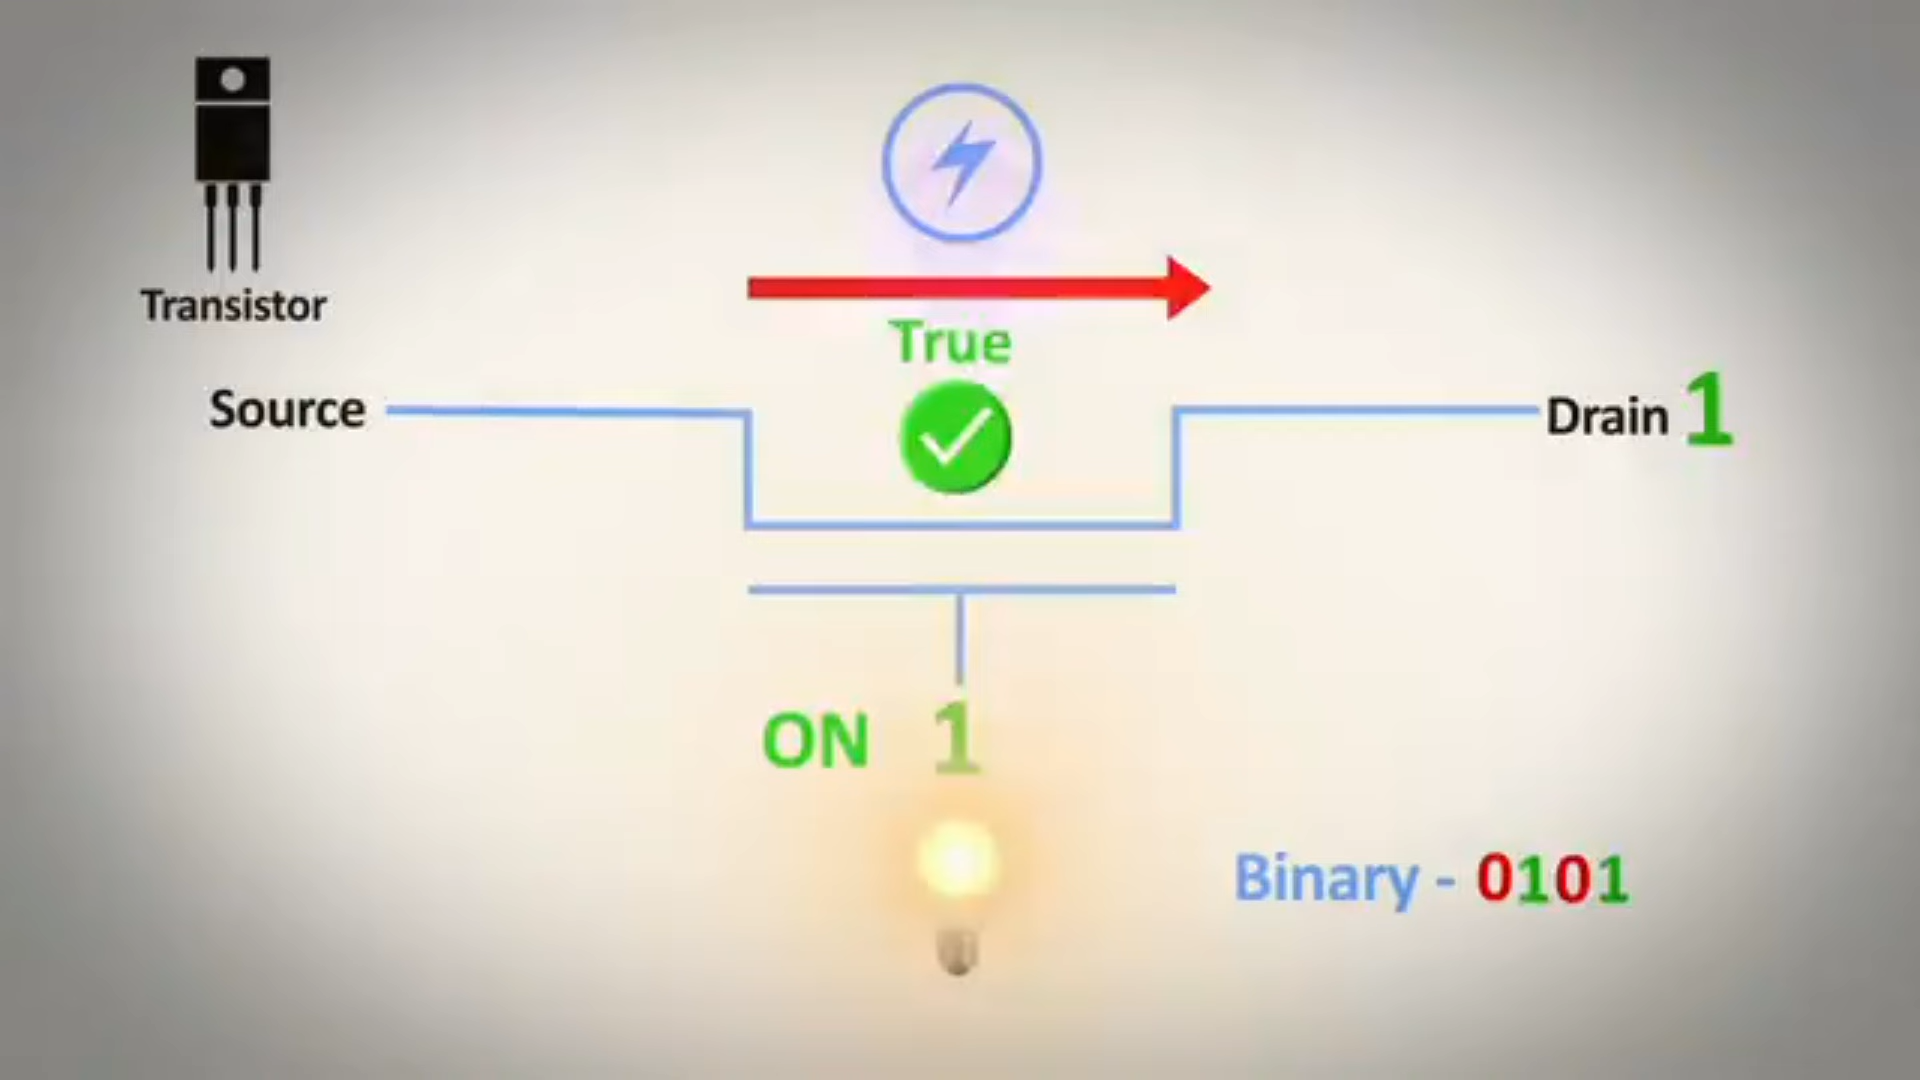 Transistor
True
Source
Drain 1
ON 1
Binary - 0101